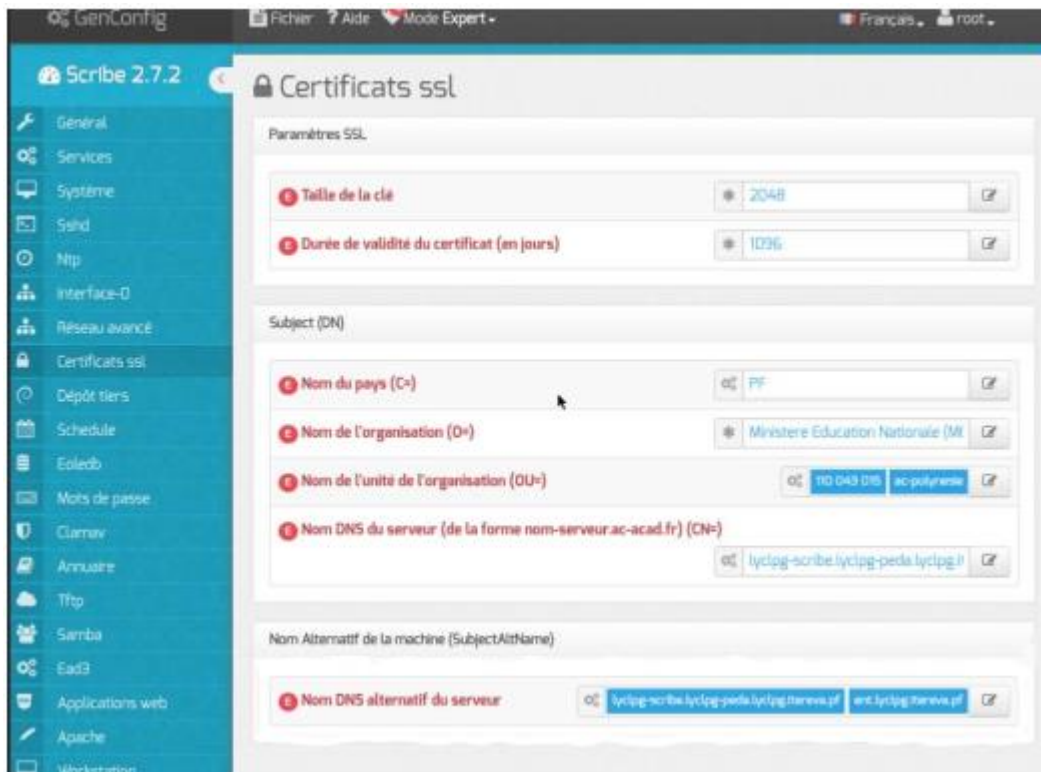 GenConfig
Fichier ? Aide Mode Expert
Français root
Scribe 2.7.2
Général
Services
Système
Sshd
Ntp
Interface-0
Réseau avancé
Certificats ssl
Dépôt tiers
Schedule
Eoledb
Mots de passe
Clamav
Annuaire
Tftp
Samba
Ead3
Applications web
Apache
Workstation
Certificats ssl
Paramètres SSL
E Taille de la clé 2048
E Durée de validité du certificat (en jours) 1096
Subject (DN)
E Nom du pays (C=) PF
E Nom de l'organisation (O=) Ministere Education Nationale (ME
E Nom de l'unité de l'organisation (OU=) 110 043 015 ac-polynesie
E Nom DNS du serveur (de la forme nom-serveur.ac-acad.fr) (CN=)
lyclpg-scribe.lyclpg-peda.lyclpg.it
Nom Alternatif de la machine (SubjectAltName)
E Nom DNS alternatif du serveur lyclpg-scribe.lyclpg-peda.lyclpg.itereva.pf ent.lyclpg.itereva.pf